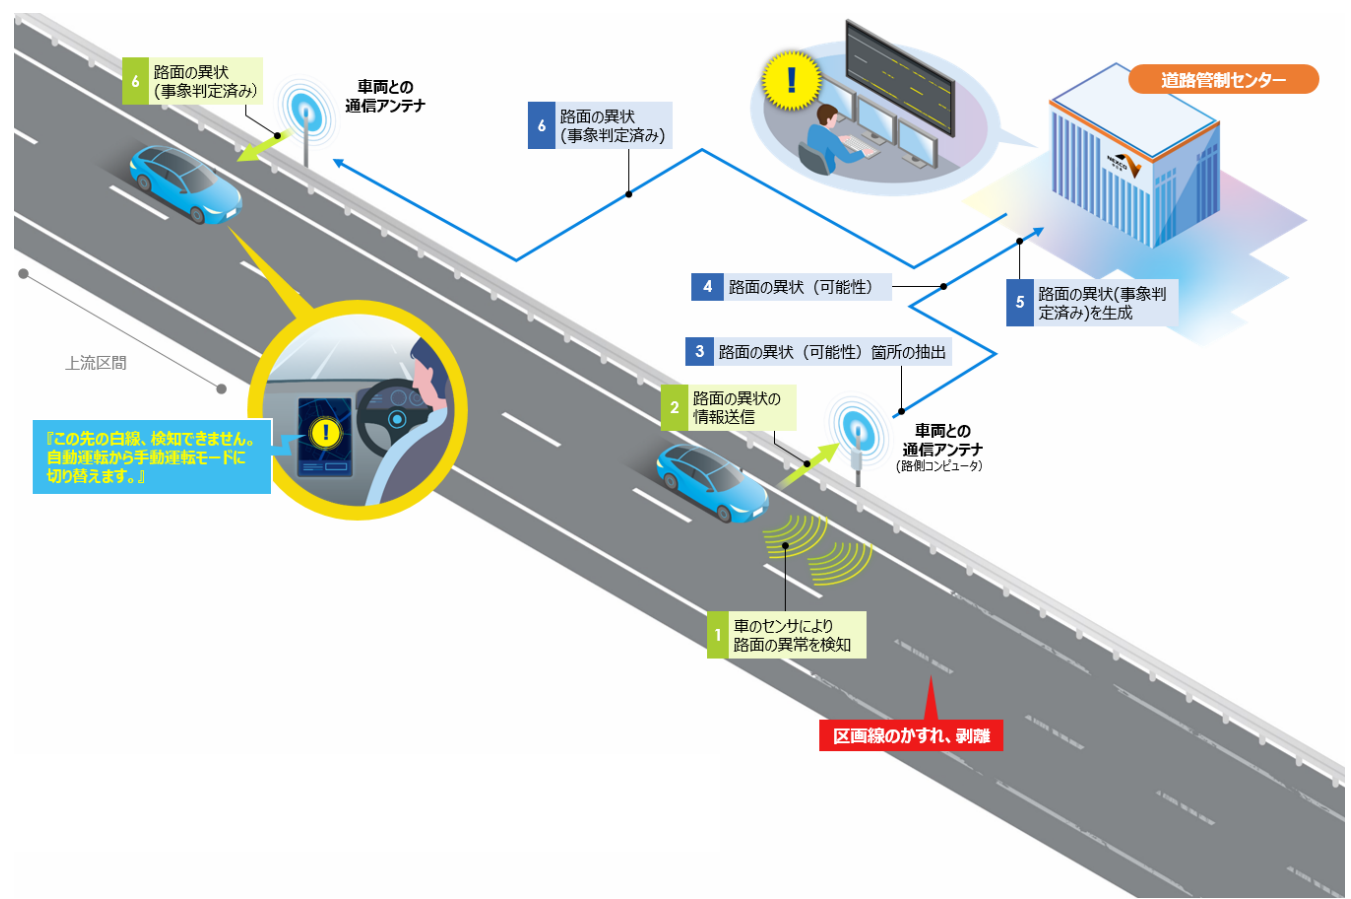 道路管制センター
NEXCO
6
路面の異状
(事象判定済み)
車両との
通信アンテナ
6
路面の異状
(事象判定済み)
4
路面の異状（可能性）
5
路面の異状(事象判
定済み)を生成
3
路面の異状（可能性）箇所の抽出
上流区間
2
路面の異状の
情報送信
車両との
通信アンテナ
(路側コンピュータ)
『この先の白線、検知できません。
自動運転から手動運転モードに
切り替えます。』
1
車のセンサにより
路面の異常を検知
区画線のかすれ、剥離